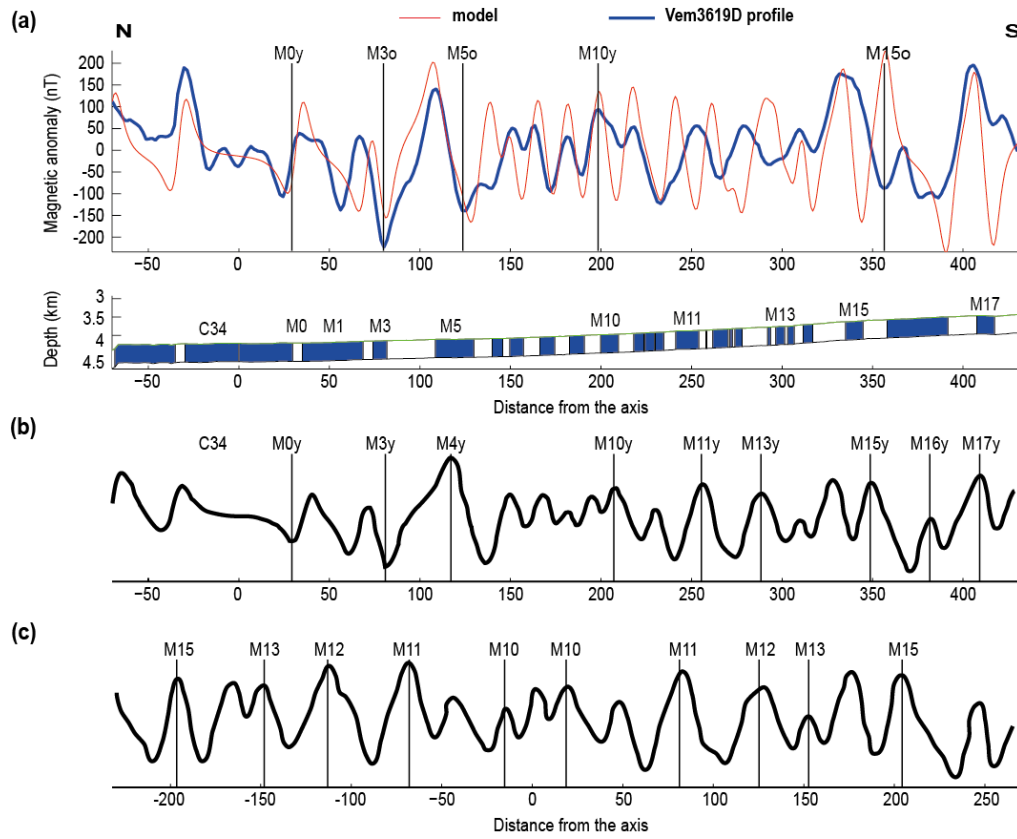 model Vem3619D profile
(a) N S
M0y M3o M5o M10y M15o
Magnetic anomaly (nT)
200
150
100
50
0
−50
−100
−150
−200
−50 0 50 100 150 200 250 300 350 400
Depth (km)
3
3.5
4
4.5
C34 M0 M1 M3 M5 M10 M11 M13 M15 M17
−50 0 50 100 150 200 250 300 350 400
Distance from the axis
(b)
C34 M0y M3y M4y M10y M11y M13y M15y M16y M17y
−50 0 50 100 150 200 250 300 350 400
(c)
M15 M13 M12 M11 M10 M10 M11 M12 M13 M15
-200 -150 -100 −50 0 50 100 150 200 250
Distance from the axis